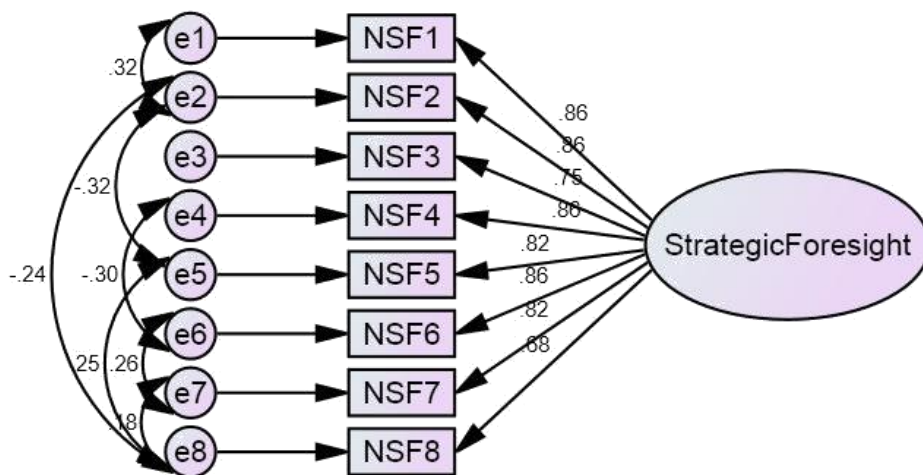 e1 NSF1
.32
.86
e2 NSF2
.86
e3 NSF3
.75
-.32
.86
e4 NSF4
StrategicForesight
.82
-.24
-.30
e5 NSF5
.86
e6 NSF6
.82
.68
.25
.26
e7 NSF7
.18
e8 NSF8